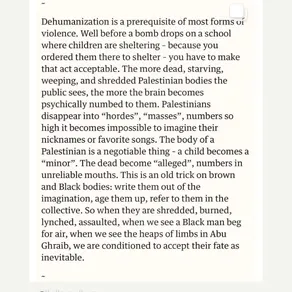 –
Dehumanization is a prerequisite of most forms of
violence. Well before a bomb drops on a school
where children are sheltering – because you
ordered them there to shelter – you have to make
that act acceptable. The more dead, starving,
weeping, and shredded Palestinian bodies the
public sees, the more the brain becomes
psychically numbed to them. Palestinians
disappear into “hordes”, “masses”, numbers so
high it becomes impossible to imagine their
nicknames or favorite songs. The body of a
Palestinian is a negotiable thing – a child becomes a
“minor”. The dead become “alleged”, numbers in
unreliable mouths. This is an old trick on brown
and Black bodies: write them out of the
imagination, age them up, refer to them in the
collective. So when they are shredded, burned,
lynched, assaulted, when we see a Black man beg
for air, when we see the heaps of limbs in Abu
Ghraib, we are conditioned to accept their fate as
inevitable.
–